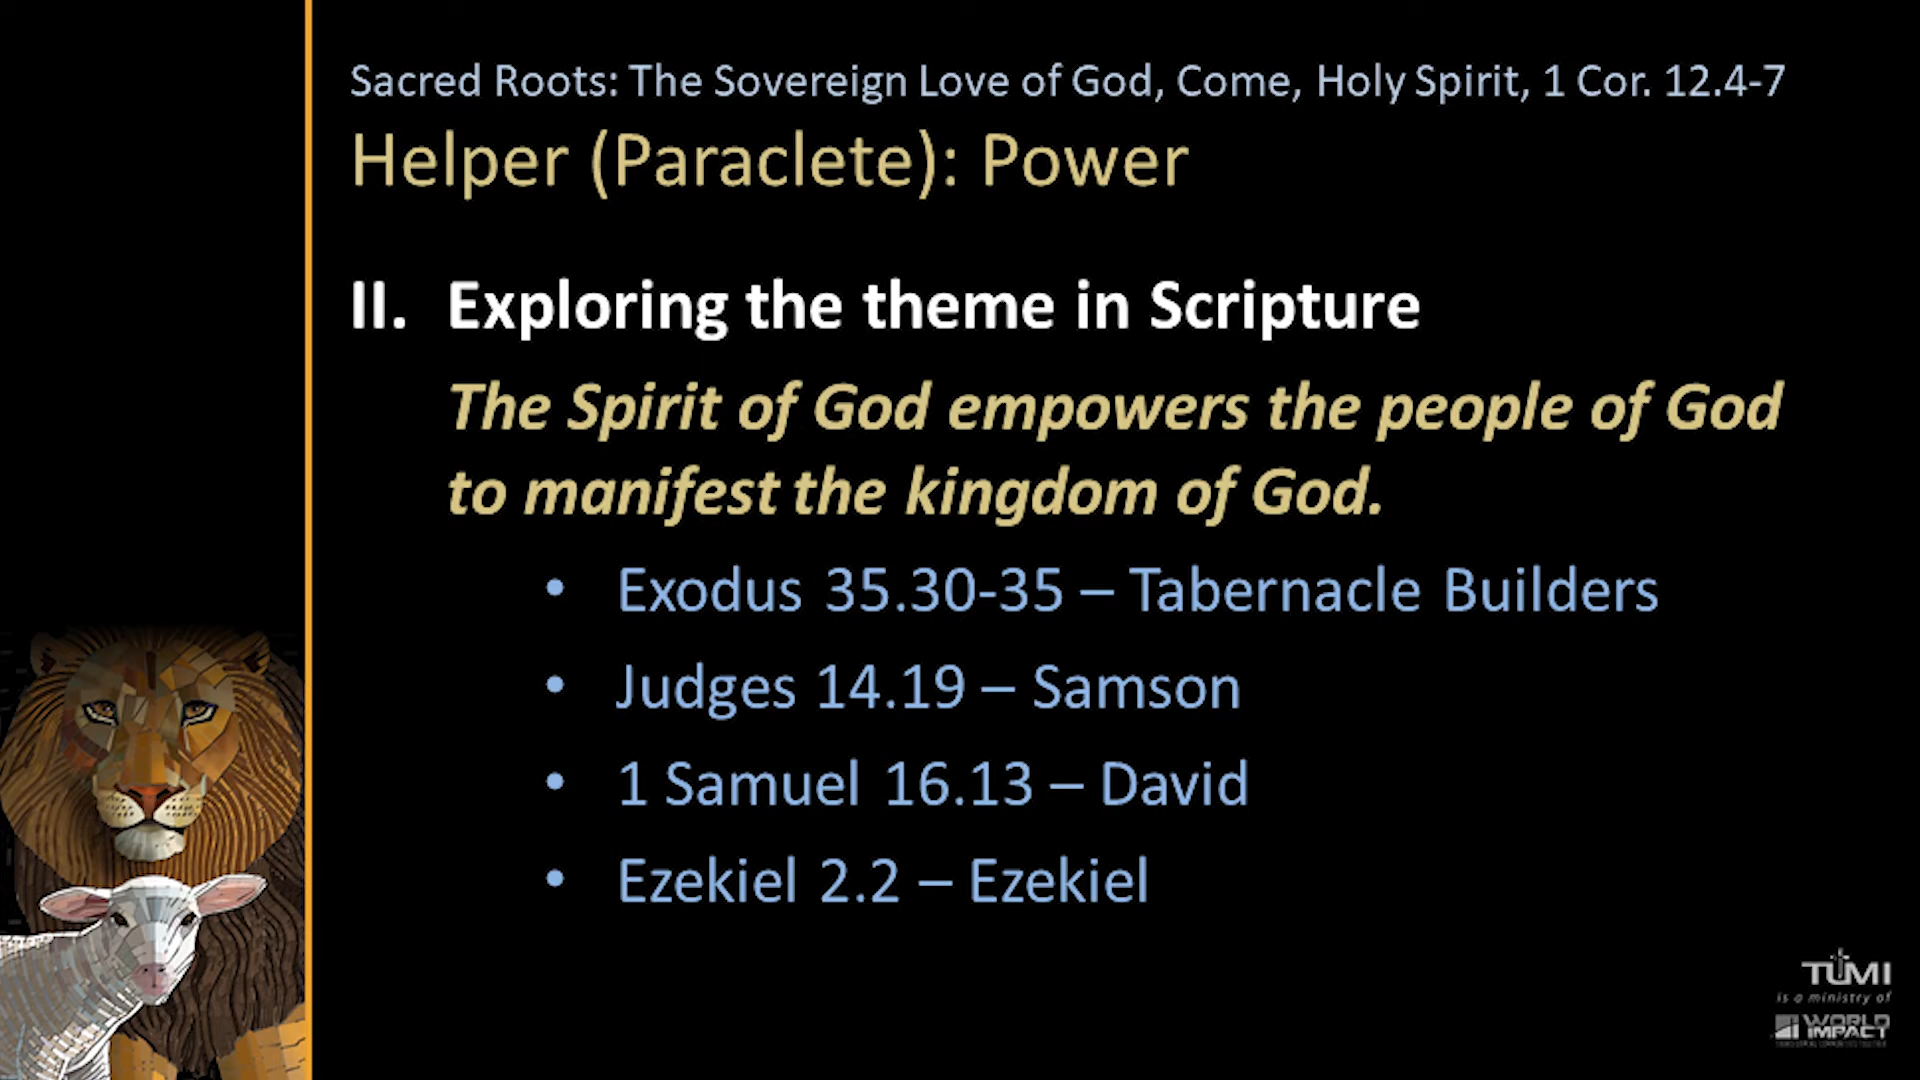 Sacred Roots: The Sovereign Love of God, Come, Holy Spirit, 1 Cor. 12.4-7
Helper (Paraclete): Power
II. Exploring the theme in Scripture
The Spirit of God empowers the people of God
to manifest the kingdom of God.
• Exodus 35.30-35 – Tabernacle Builders
• Judges 14.19 – Samson
• 1 Samuel 16.13 – David
• Ezekiel 2.2 – Ezekiel
TUMI
is a ministry of
WORLD
IMPACT